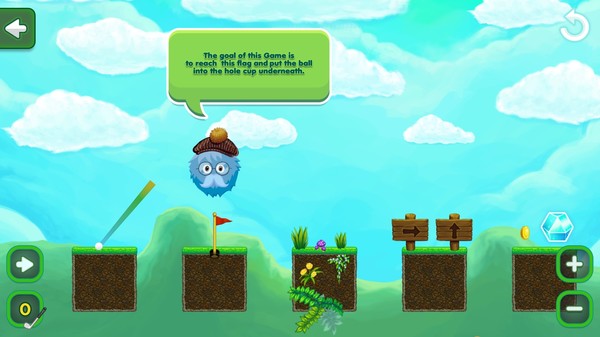 The goal of this Game is
to reach this flag and put the ball
into the hole cup underneath.
0